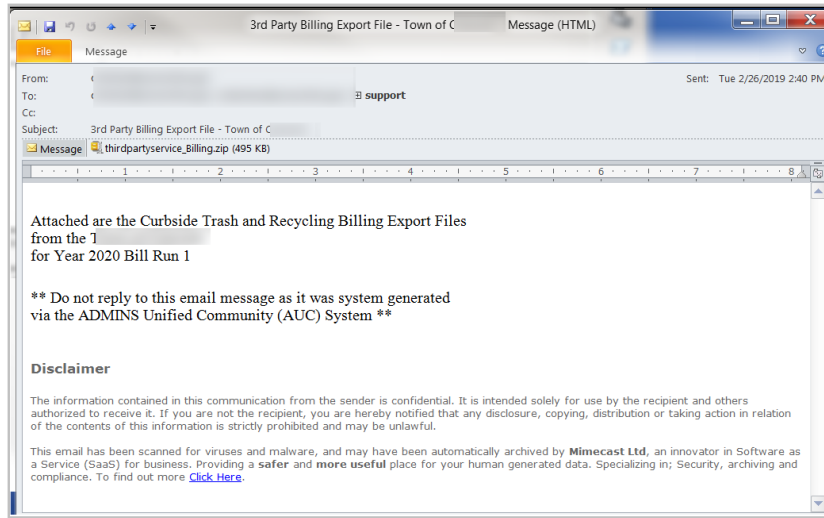 3rd Party Billing Export File - Town of C Message (HTML)
File Message
From:
Sent: Tue 2/26/2019 2:40 PM
To: support
Cc:
Subject: 3rd Party Billing Export File - Town of C
Message thirdpartyservice_Billing.zip (495 KB)
1 2 3 4 5 6 7 8
Attached are the Curbside Trash and Recycling Billing Export Files
from the T
for Year 2020 Bill Run 1
** Do not reply to this email message as it was system generated
via the ADMINS Unified Community (AUC) System **
Disclaimer
The information contained in this communication from the sender is confidential. It is intended solely for use by the recipient and others
authorized to receive it. If you are not the recipient, you are hereby notified that any disclosure, copying, distribution or taking action in relation
of the contents of this information is strictly prohibited and may be unlawful.
This email has been scanned for viruses and malware, and may have been automatically archived by Mimecast Ltd, an innovator in Software as
a Service (SaaS) for business. Providing a safer and more useful place for your human generated data. Specializing in; Security, archiving and
compliance. To find out more Click Here.